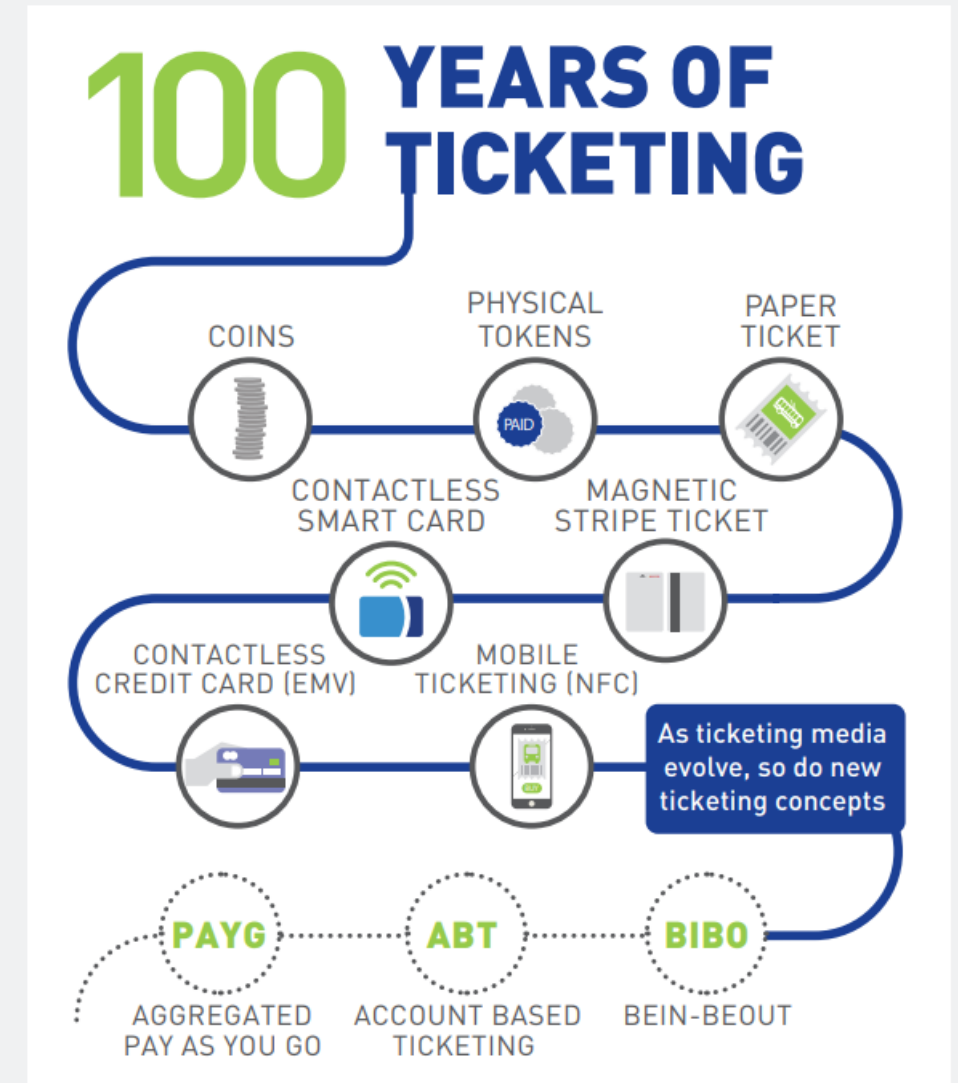 100 YEARS OF
TICKETING
COINS
PHYSICAL
TOKENS
PAID
PAPER
TICKET
MAGNETIC
STRIPE TICKET
CONTACTLESS
SMART CARD
CONTACTLESS
CREDIT CARD (EMV)
MOBILE
TICKETING (NFC)
BUY
As ticketing media
evolve, so do new
ticketing concepts
BIBO
BEIN-BEOUT
ABT
ACCOUNT BASED
TICKETING
PAYG
AGGREGATED
PAY AS YOU GO